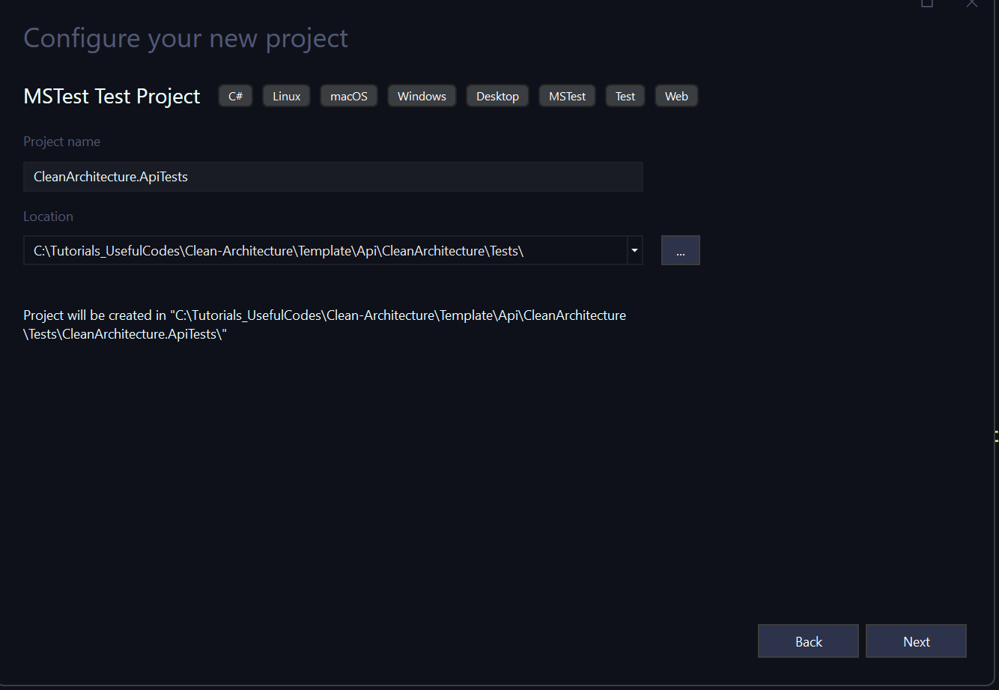 Configure your new project
MSTest Test Project C# Linux macOS Windows Desktop MSTest Test Web
Project name
CleanArchitecture.ApiTests
Location
C:\Tutorials_UsefulCodes\Clean-Architecture\Template\Api\CleanArchitecture\Tests\ ...
Project will be created in "C:\Tutorials_UsefulCodes\Clean-Architecture\Template\Api\CleanArchitecture
\Tests\CleanArchitecture.ApiTests\"
Back Next